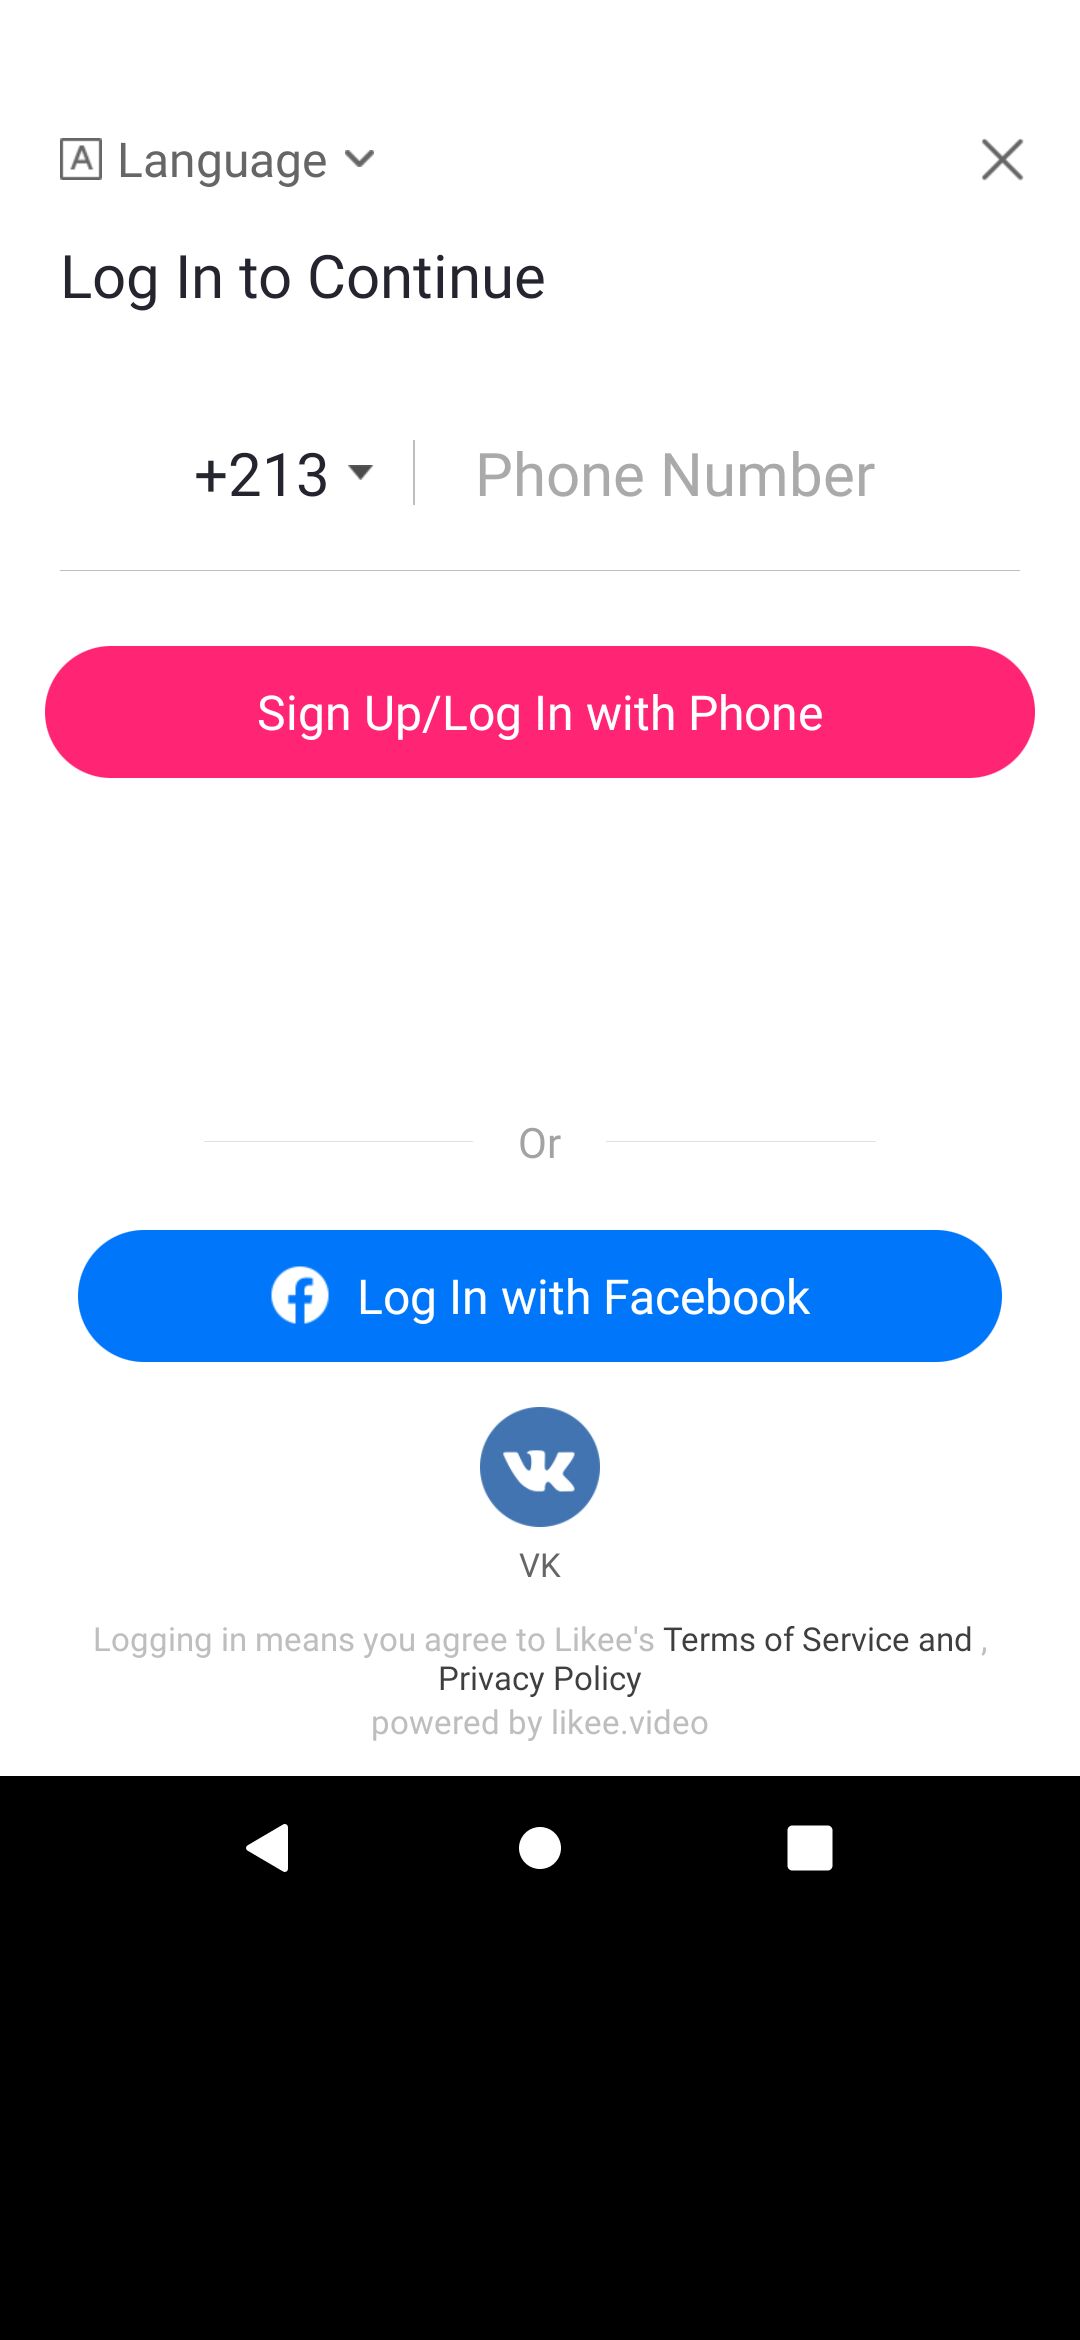 A Language
Log In to Continue
+213 Phone Number
Sign Up/Log In with Phone
Or
Log In with Facebook
VK
Logging in means you agree to Likee's Terms of Service and ,
Privacy Policy
powered by likee.video